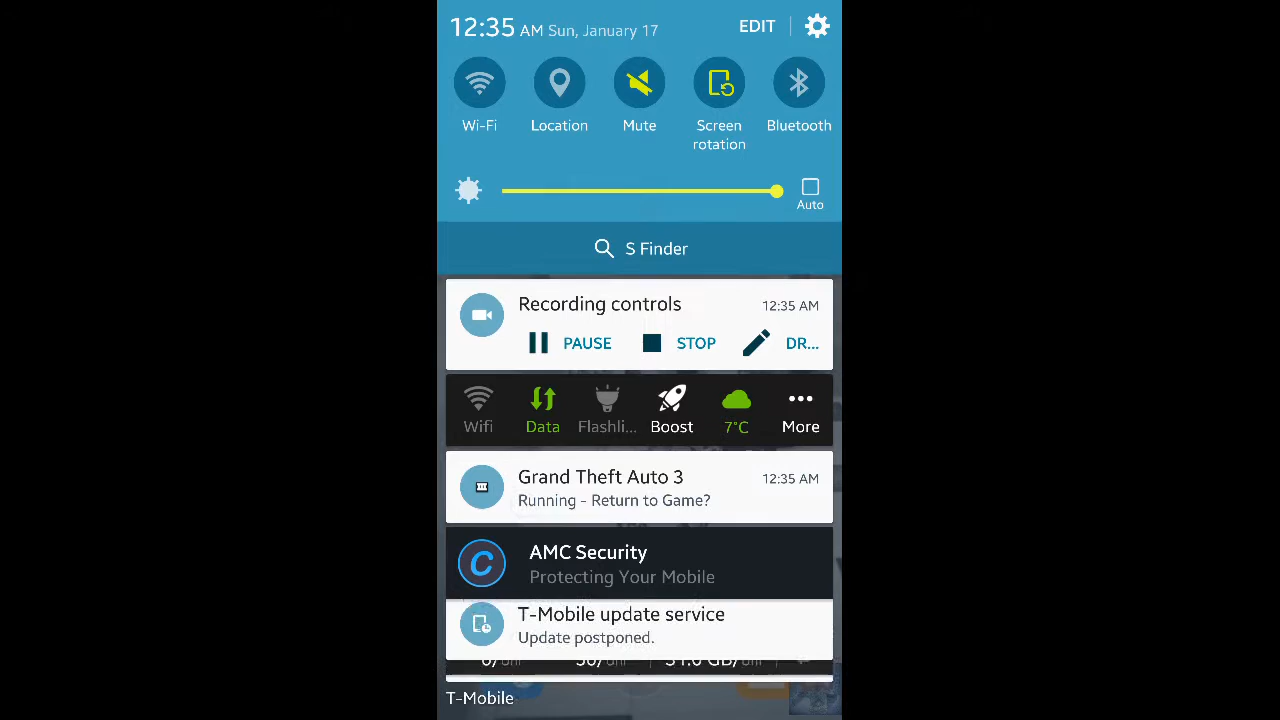 12:35 AM Sun, January 17 EDIT
Wi-Fi Location Mute Screen rotation Bluetooth
Auto
S Finder
Recording controls 12:35 AM
PAUSE STOP DR...
Wifi Data Flashli... Boost 7°C More
Grand Theft Auto 3 12:35 AM
Running - Return to Game?
C AMC Security
Protecting Your Mobile
T-Mobile update service
Update postponed.
T-Mobile